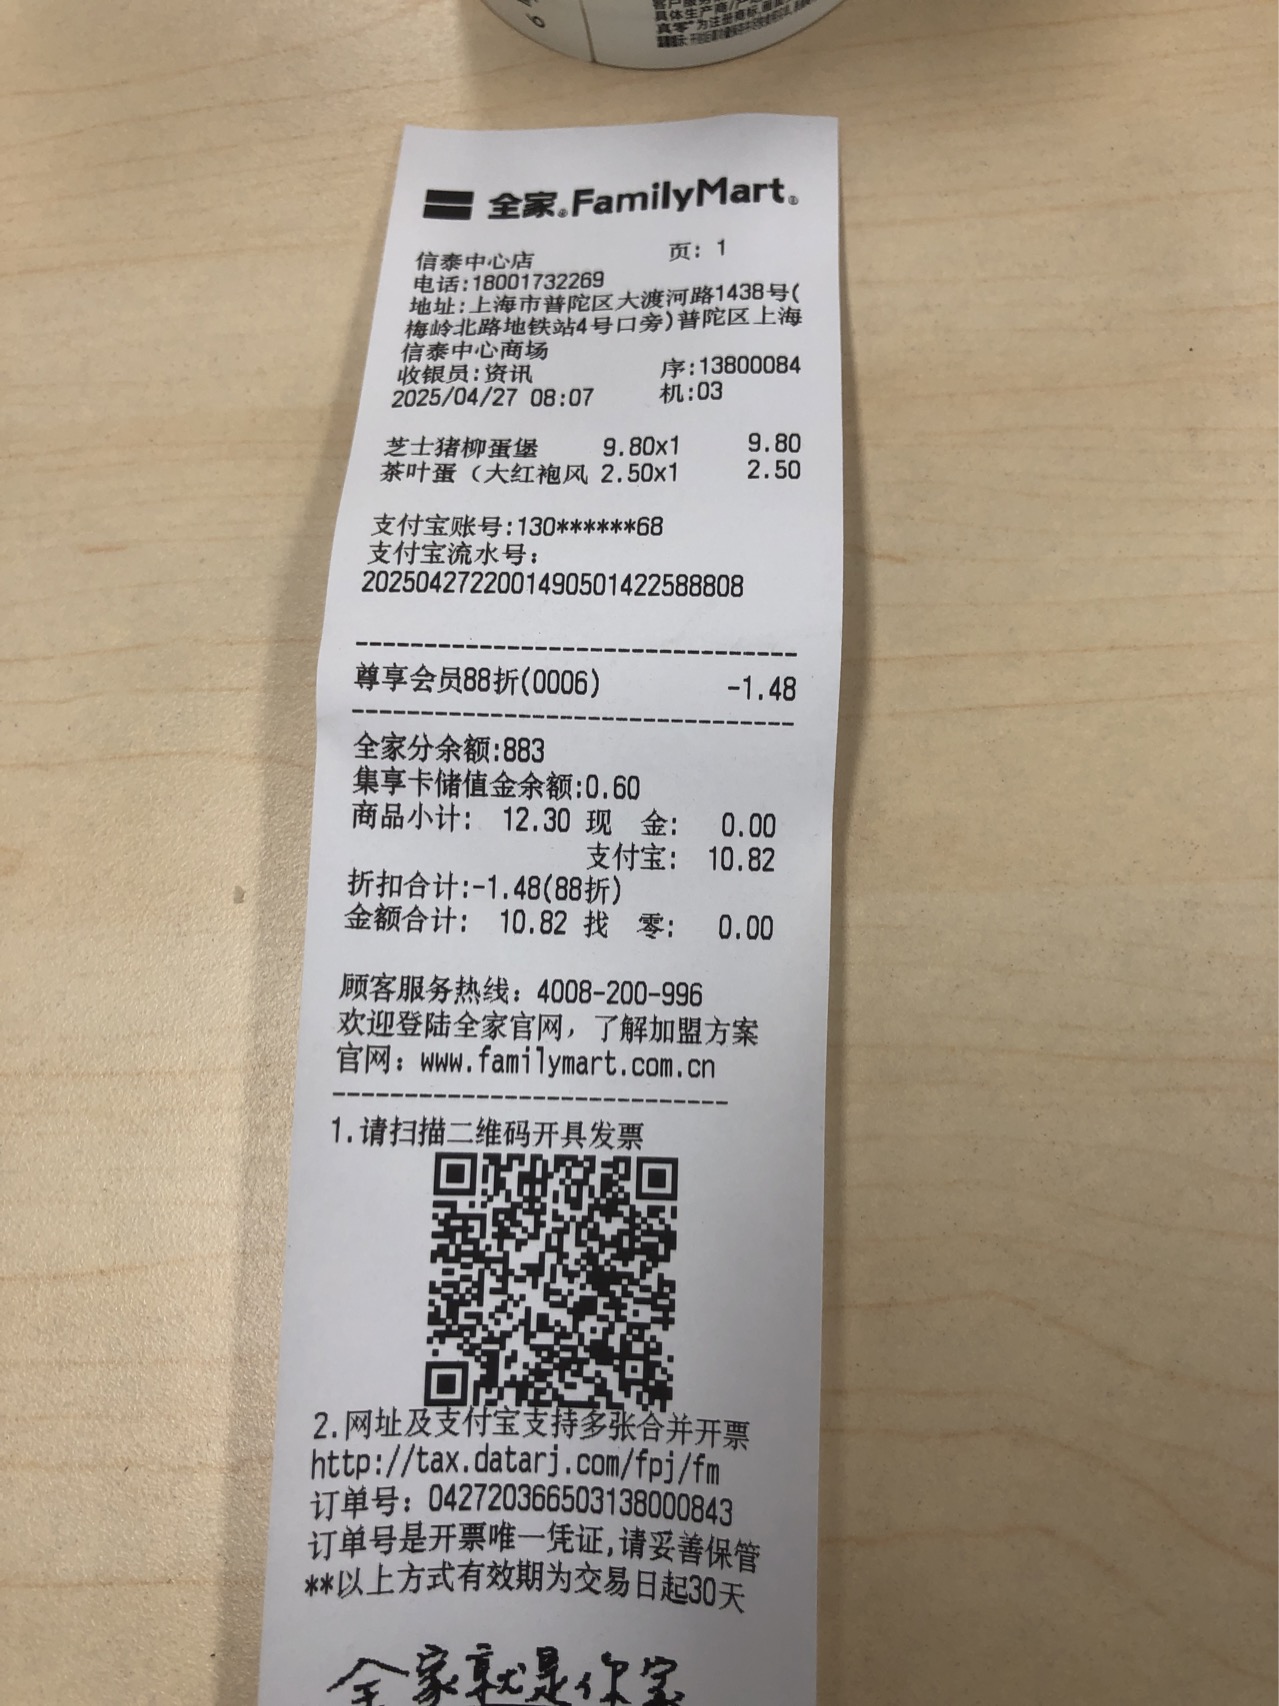 全家 FamilyMart
信泰中心店 页: 1
电话:18001732269
地址:上海市普陀区大渡河路1438号(
梅岭北路地铁站4号口旁)普陀区上海
信泰中心商场
收银员:资讯 序:13800084
2025/04/27 08:07 机:03
芝士猪柳蛋堡 9.80x1 9.80
茶叶蛋（大红袍风 2.50x1 2.50
支付宝账号:130******68
支付宝流水号:
2025042722001490501422588808
尊享会员88折(0006) -1.48
全家分余额:883
集享卡储值金余额:0.60
商品小计: 12.30 现 金: 0.00
支付宝: 10.82
折扣合计:-1.48(88折)
金额合计: 10.82 找 零: 0.00
顾客服务热线: 4008-200-996
欢迎登陆全家官网，了解加盟方案
官网: www.familymart.com.cn
1.请扫描二维码开具发票
2.网址及支付宝支持多张合并开票
http://tax.datarj.com/fpj/fm
订单号: 042720366503138000843
订单号是开票唯一凭证,请妥善保管
**以上方式有效期为交易日起30天
全家就是你家